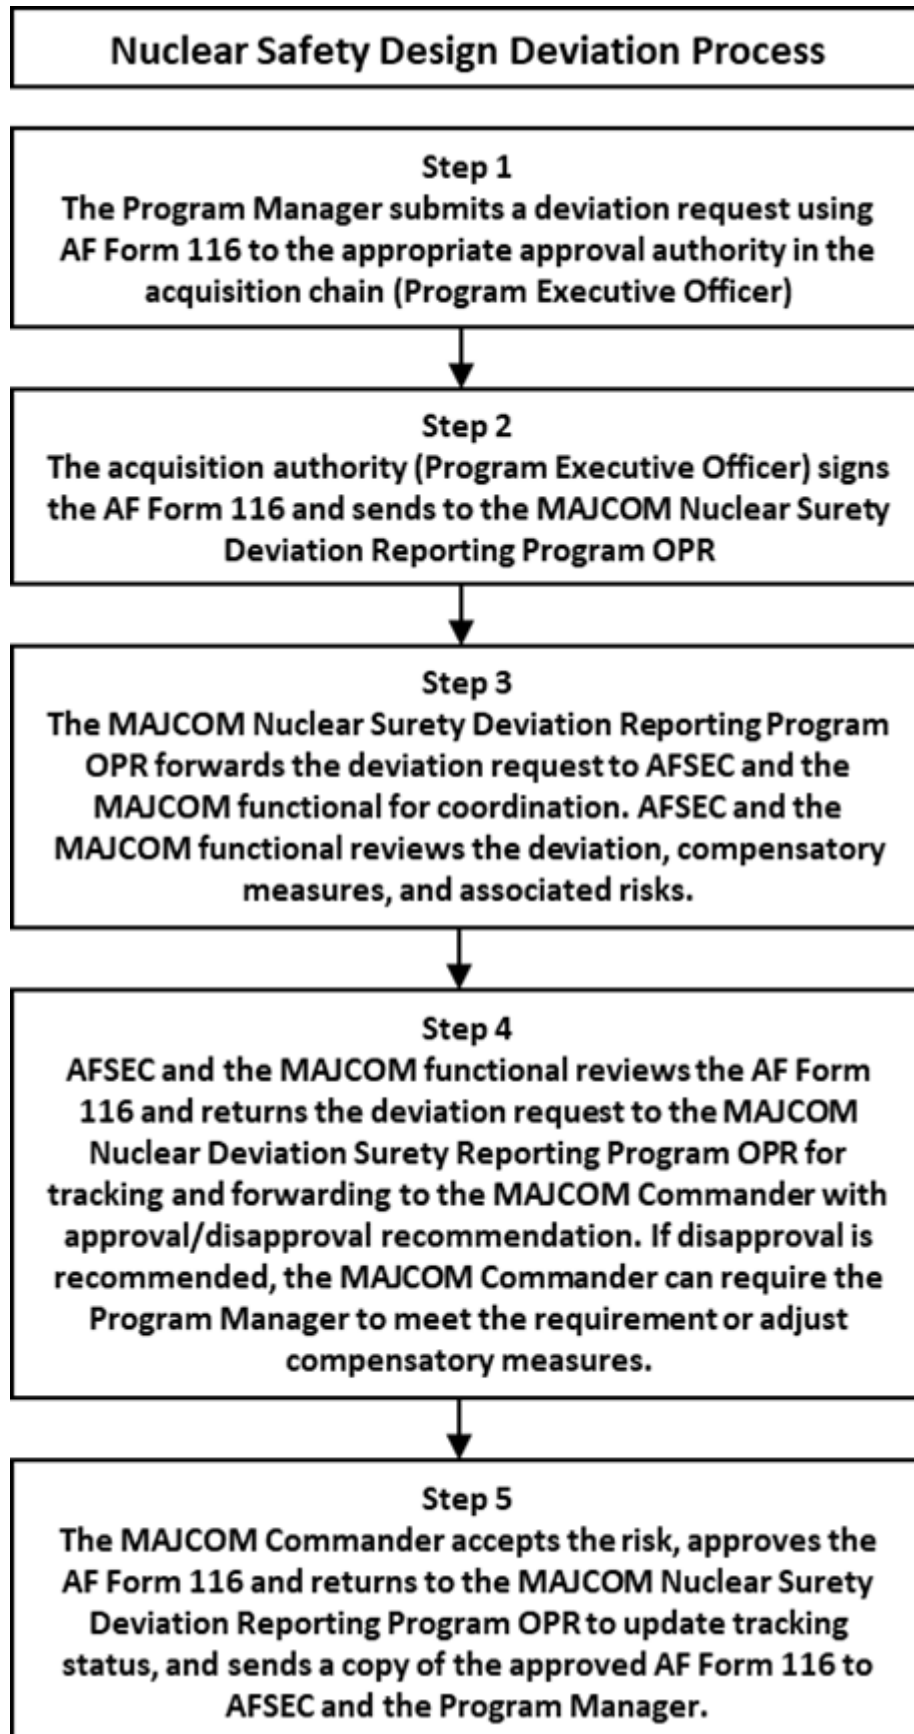 Nuclear Safety Design Deviation Process
Step 1
The Program Manager submits a deviation request using
AF Form 116 to the appropriate approval authority in the
acquisition chain (Program Executive Officer)
Step 2
The acquisition authority (Program Executive Officer) signs
the AF Form 116 and sends to the MAJCOM Nuclear Surety
Deviation Reporting Program OPR
Step 3
The MAJCOM Nuclear Surety Deviation Reporting Program
OPR forwards the deviation request to AFSEC and the
MAJCOM functional for coordination. AFSEC and the
MAJCOM functional reviews the deviation, compensatory
measures, and associated risks.
Step 4
AFSEC and the MAJCOM functional reviews the AF Form
116 and returns the deviation request to the MAJCOM
Nuclear Deviation Surety Reporting Program OPR for
tracking and forwarding to the MAJCOM Commander with
approval/disapproval recommendation. If disapproval is
recommended, the MAJCOM Commander can require the
Program Manager to meet the requirement or adjust
compensatory measures.
Step 5
The MAJCOM Commander accepts the risk, approves the
AF Form 116 and returns to the MAJCOM Nuclear Surety
Deviation Reporting Program OPR to update tracking
status, and sends a copy of the approved AF Form 116 to
AFSEC and the Program Manager.